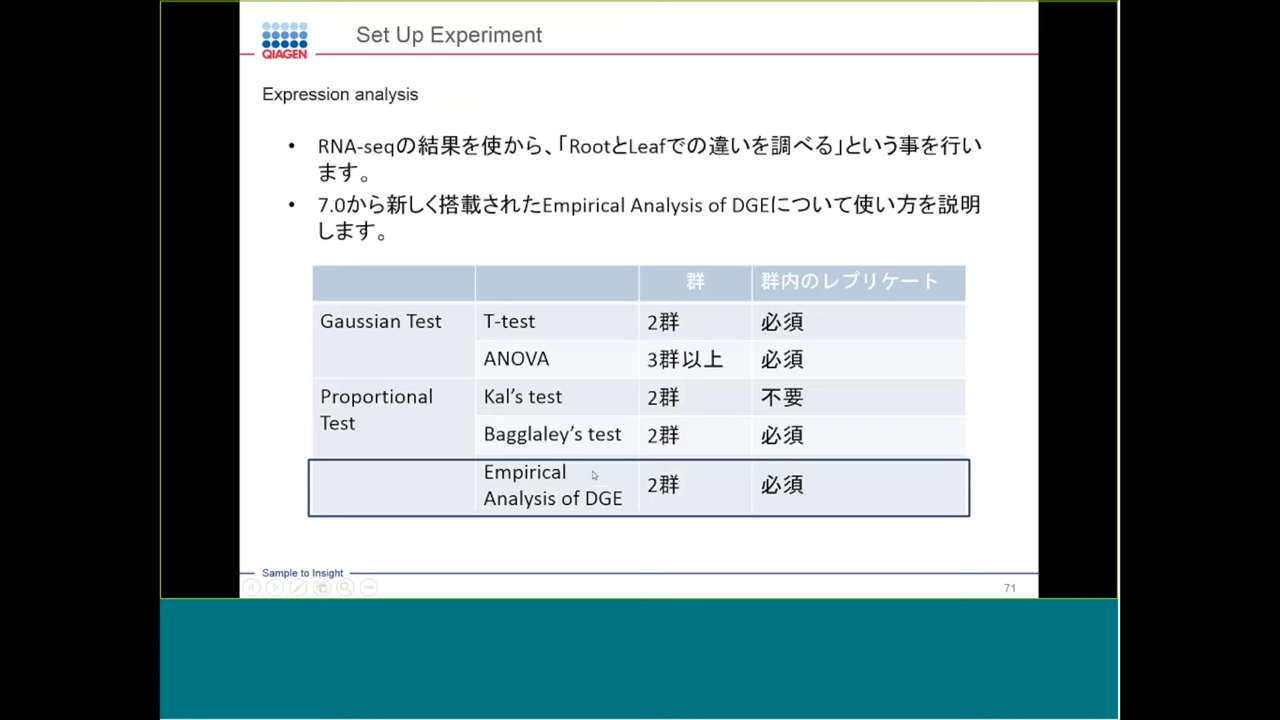 QIAGEN
Set Up Experiment
Expression analysis
• RNA-seqの結果を使から、「RootとLeafでの違いを調べる」という事を行い
ます。
• 7.0から新しく搭載されたEmpirical Analysis of DGEについて使い方を説明
します。
群 群内のレプリケート
Gaussian Test T-test 2群 必須
ANOVA 3群以上 必須
Proportional Kal's test 2群 不要
Test
Bagglaley's test 2群 必須
Empirical
Analysis of DGE 2群 必須
Sample to Insight
71